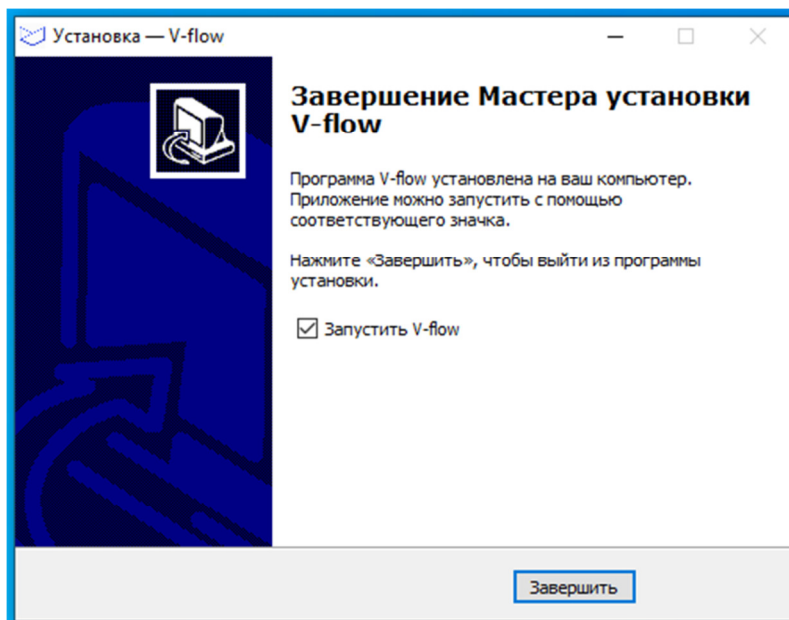 Установка — V-flow
Завершение Мастера установки
V-flow
Программа V-flow установлена на ваш компьютер.
Приложение можно запустить с помощью
соответствующего значка.
Нажмите «Завершить», чтобы выйти из программы
установки.
Запустить V-flow
Завершить